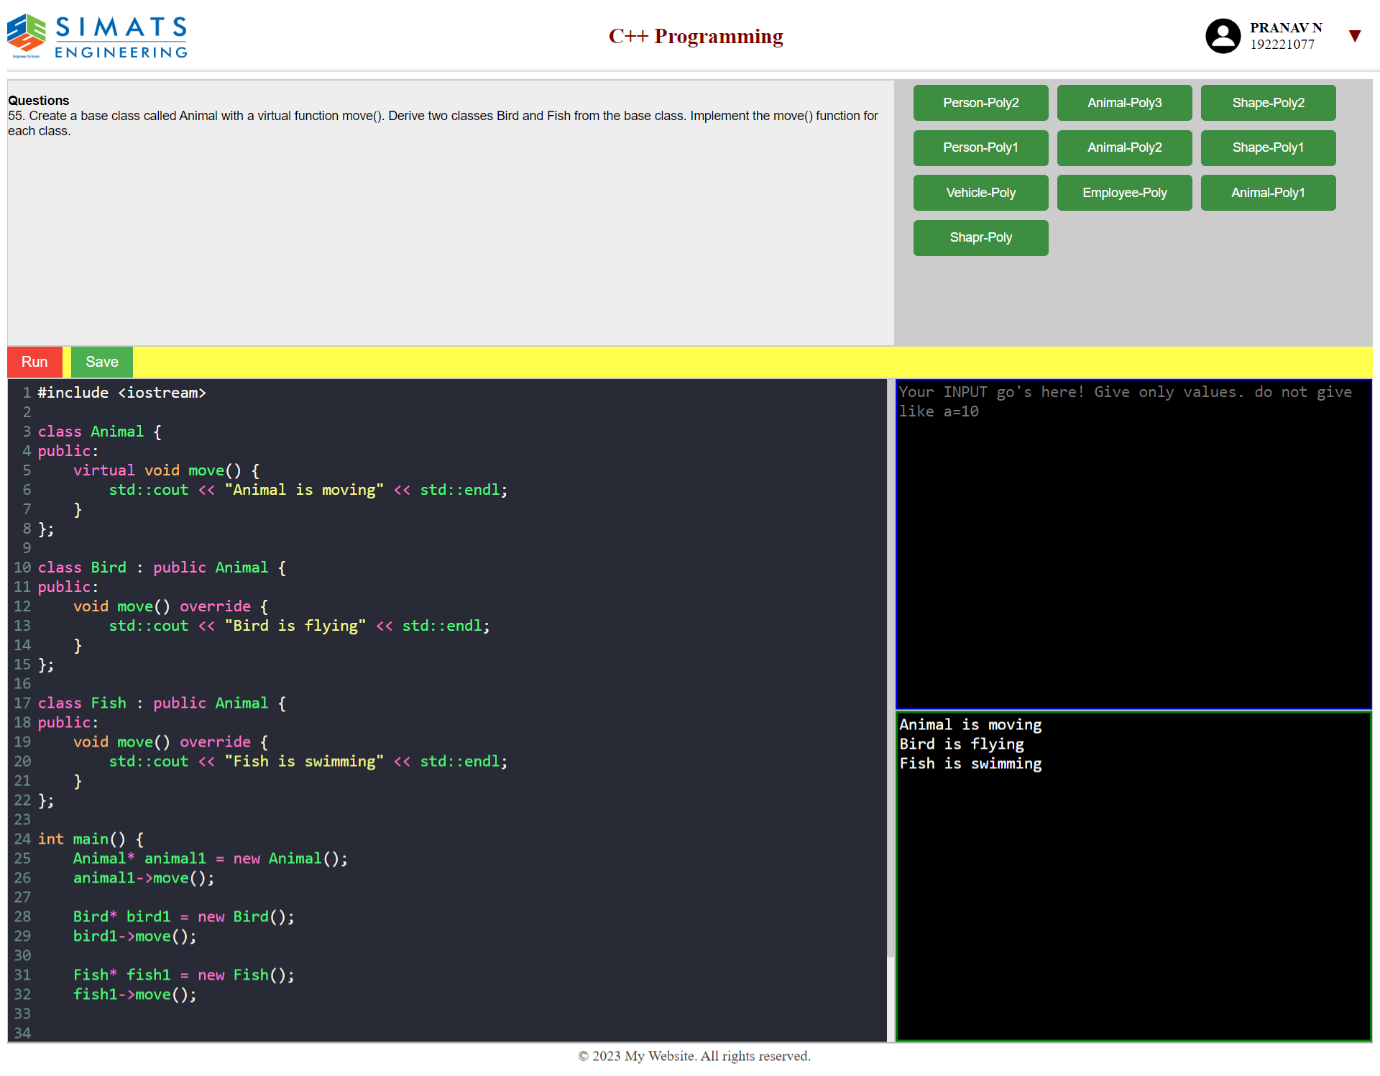 SIMATS
ENGINEERING
C++ Programming
PRANAV N
192221077
Questions
55. Create a base class called Animal with a virtual function move(). Derive two classes Bird and Fish from the base class. Implement the move() function for
each class.
Person-Poly2 Animal-Poly3 Shape-Poly2
Person-Poly1 Animal-Poly2 Shape-Poly1
Vehicle-Poly Employee-Poly Animal-Poly1
Shapr-Poly
Run Save
1 #include <iostream>
2
3 class Animal {
4 public:
5     virtual void move() {
6         std::cout << "Animal is moving" << std::endl;
7     }
8 };
9
10 class Bird : public Animal {
11 public:
12     void move() override {
13         std::cout << "Bird is flying" << std::endl;
14     }
15 };
16
17 class Fish : public Animal {
18 public:
19     void move() override {
20         std::cout << "Fish is swimming" << std::endl;
21     }
22 };
23
24 int main() {
25     Animal* animal1 = new Animal();
26     animal1->move();
27
28     Bird* bird1 = new Bird();
29     bird1->move();
30
31     Fish* fish1 = new Fish();
32     fish1->move();
33
34
Your INPUT go's here! Give only values. do not give
like a=10
Animal is moving
Bird is flying
Fish is swimming
© 2023 My Website. All rights reserved.